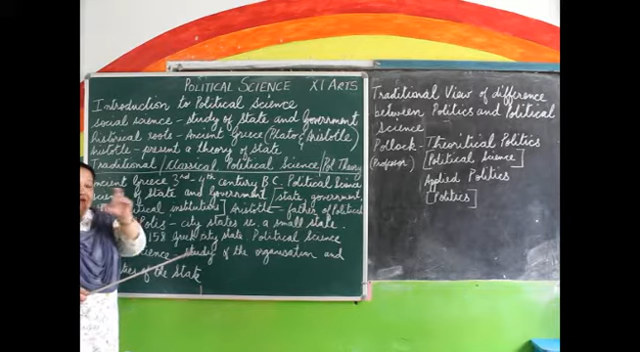 POLITICAL SCIENCE XI ARTS
Introduction to Political science
social science - study of State and Government
historical roots - Ancient Greece (Plato & Aristotle)
Aristotle - present a theory of State
Traditional / Classical Political Science / Pol Theory
Ancient Greece 3rd - 4th century B C - Political Science
of State and Government / state, government,
political institutions] Aristotle - father of Political
Polis - city states i.e. a small state.
158 Greek city state. Political Science
science - study of the organisation and
of the State
Traditional View of difference
between Politics and Political
Science
Pollock - Theoritical Politics
(Professor) [Political Science]
Applied Politics
[Politics]